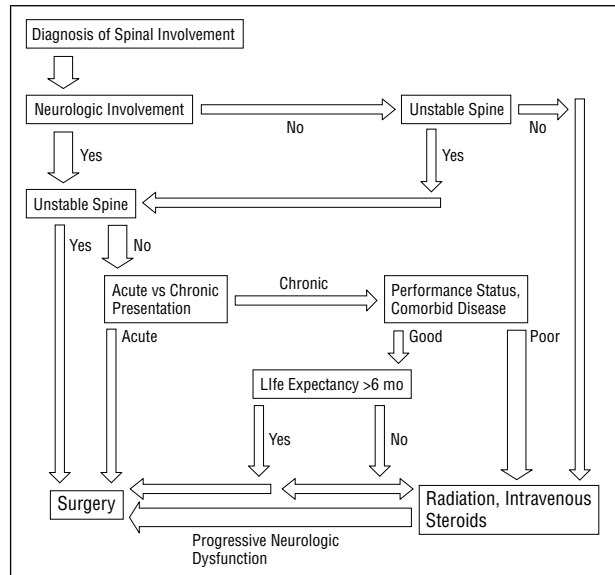 Diagnosis of Spinal Involvement
Neurologic Involvement
No
Unstable Spine
No
Yes
Yes
Unstable Spine
Yes
No
Acute vs Chronic
Presentation
Chronic
Performance Status,
Comorbid Disease
Acute
Good
Poor
LIfe Expectancy >6 mo
Yes
No
Surgery
Radiation, Intravenous
Steroids
Progressive Neurologic
Dysfunction